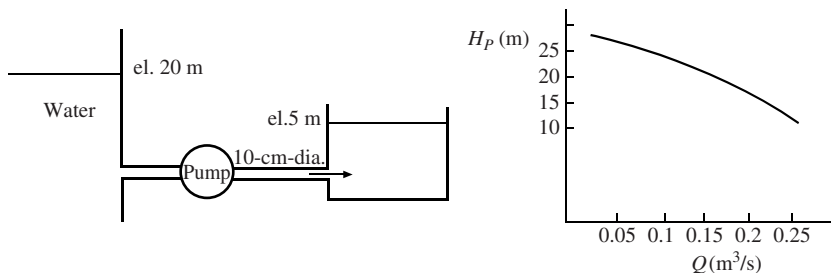 el. 20 m
Water
el.5 m
10-cm-dia.
Pump
H_P (m)
25
20
15
10
0.05 0.1 0.15 0.2 0.25
Q(m³/s)